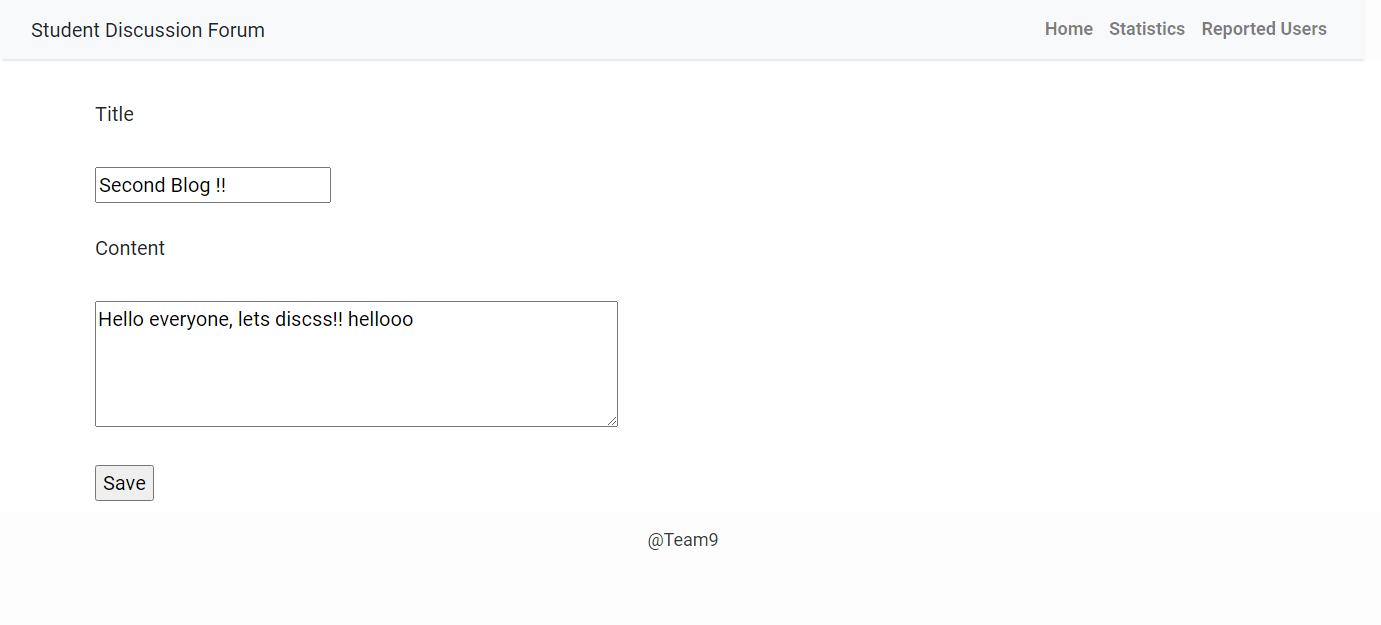 Student Discussion Forum Home Statistics Reported Users
Title
Second Blog !!
Content
Hello everyone, lets discss!! hellooo
Save
@Team9